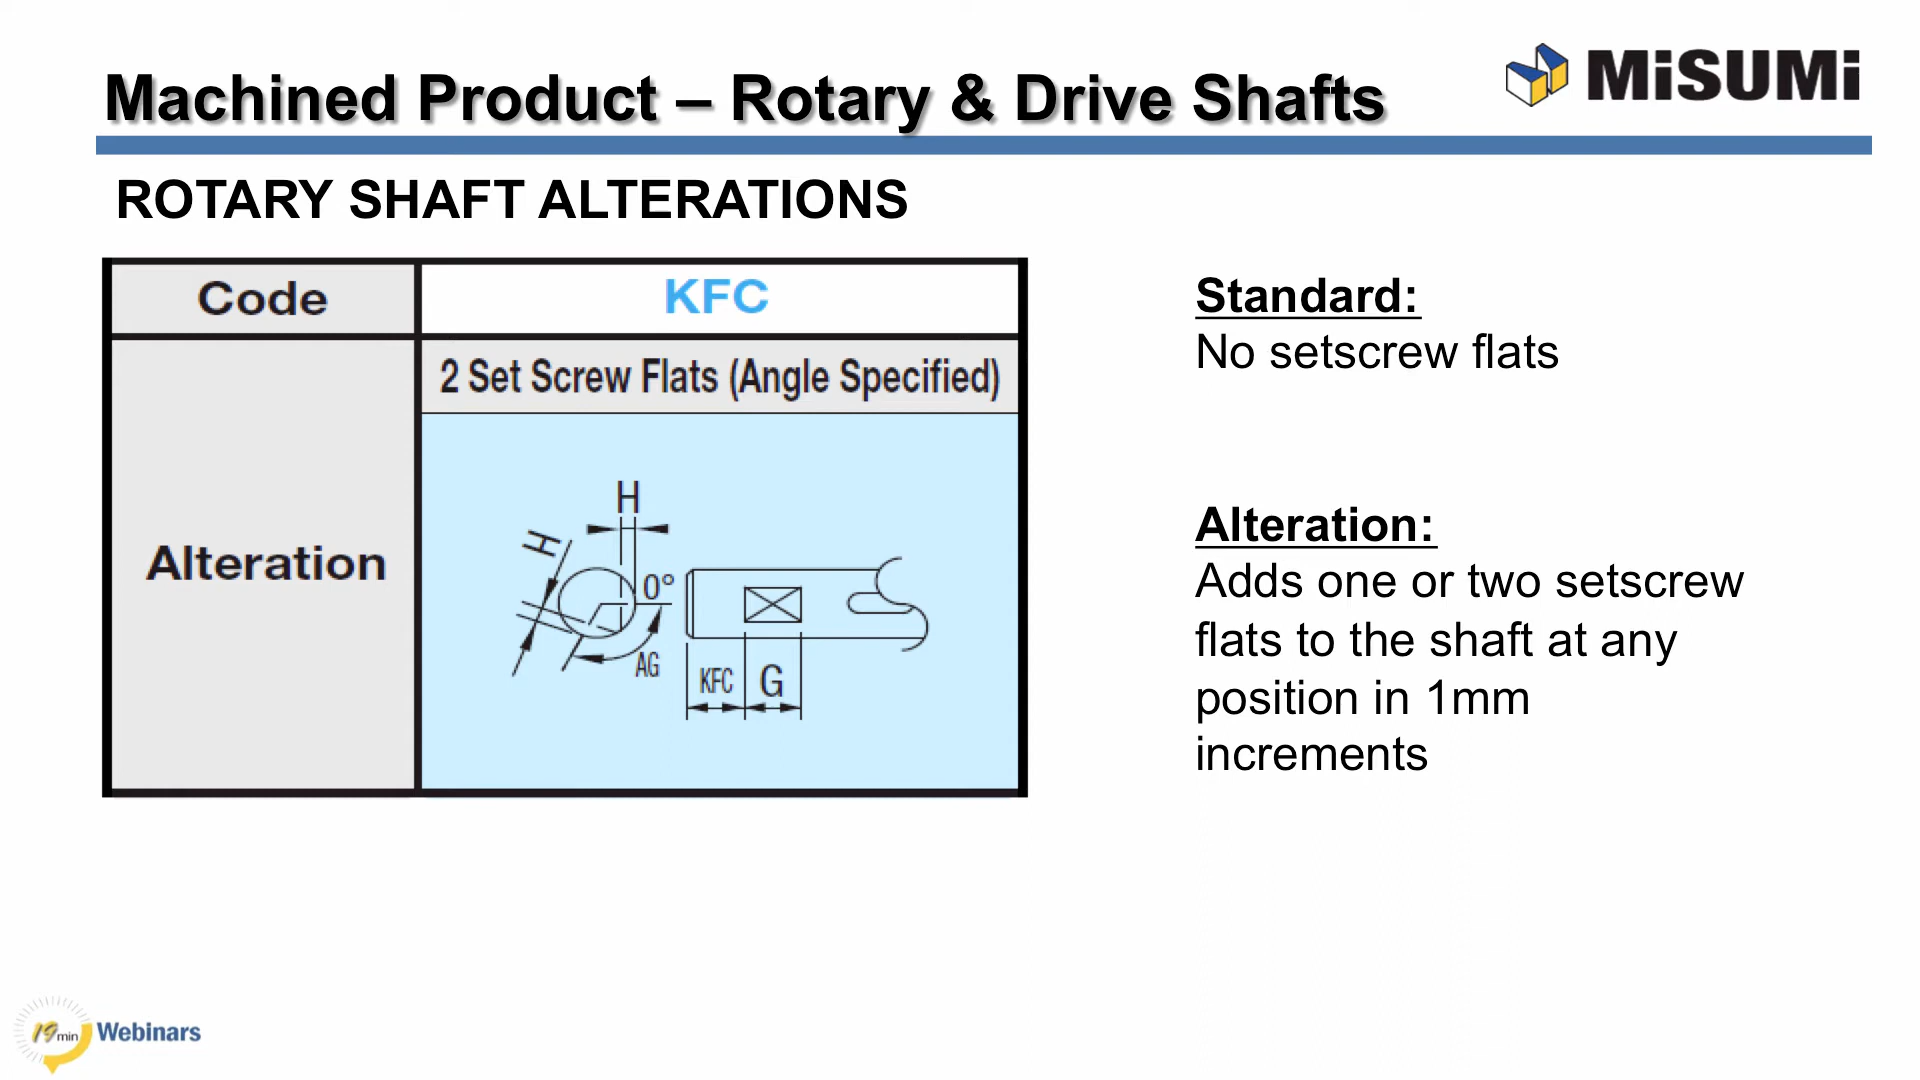 Machined Product – Rotary & Drive Shafts
MiSUMi
ROTARY SHAFT ALTERATIONS
Code
KFC
Alteration
2 Set Screw Flats (Angle Specified)
H
H
0°
AG
KFC
G
Standard:
No setscrew flats
Alteration:
Adds one or two setscrew
flats to the shaft at any
position in 1mm
increments
19min Webinars